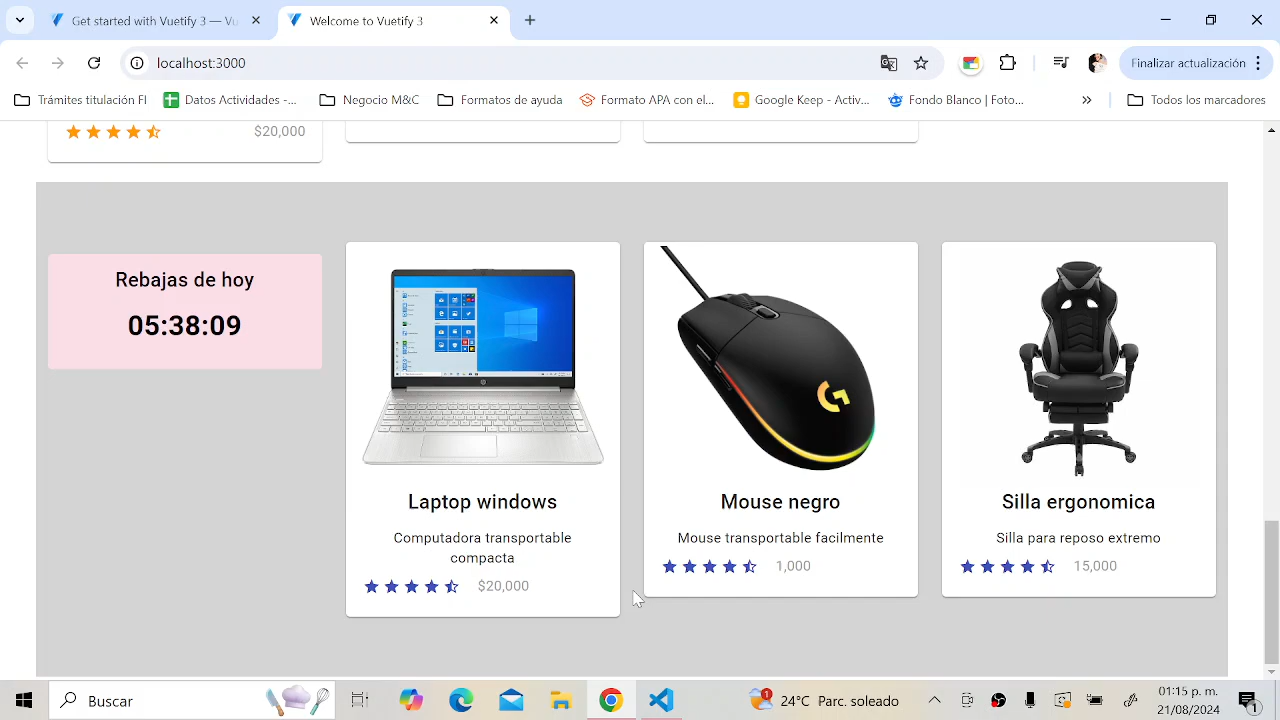 Get started with Vuetify 3 — Vu
Welcome to Vuetify 3
localhost:3000
Finalizar actualización
Trámites titulación FI
Datos Actividades -...
Negocio M&C
Formatos de ayuda
Formato APA con el...
Google Keep - Activ...
Fondo Blanco | Foto...
Todos los marcadores
$20,000
Rebajas de hoy
05:38:09
Laptop windows
Computadora transportable
compacta
$20,000
Mouse negro
Mouse transportable facilmente
1,000
Silla ergonomica
Silla para reposo extremo
15,000
Buscar
1
24°C Parc. soleado
01:15 p. m.
21/08/2024
1